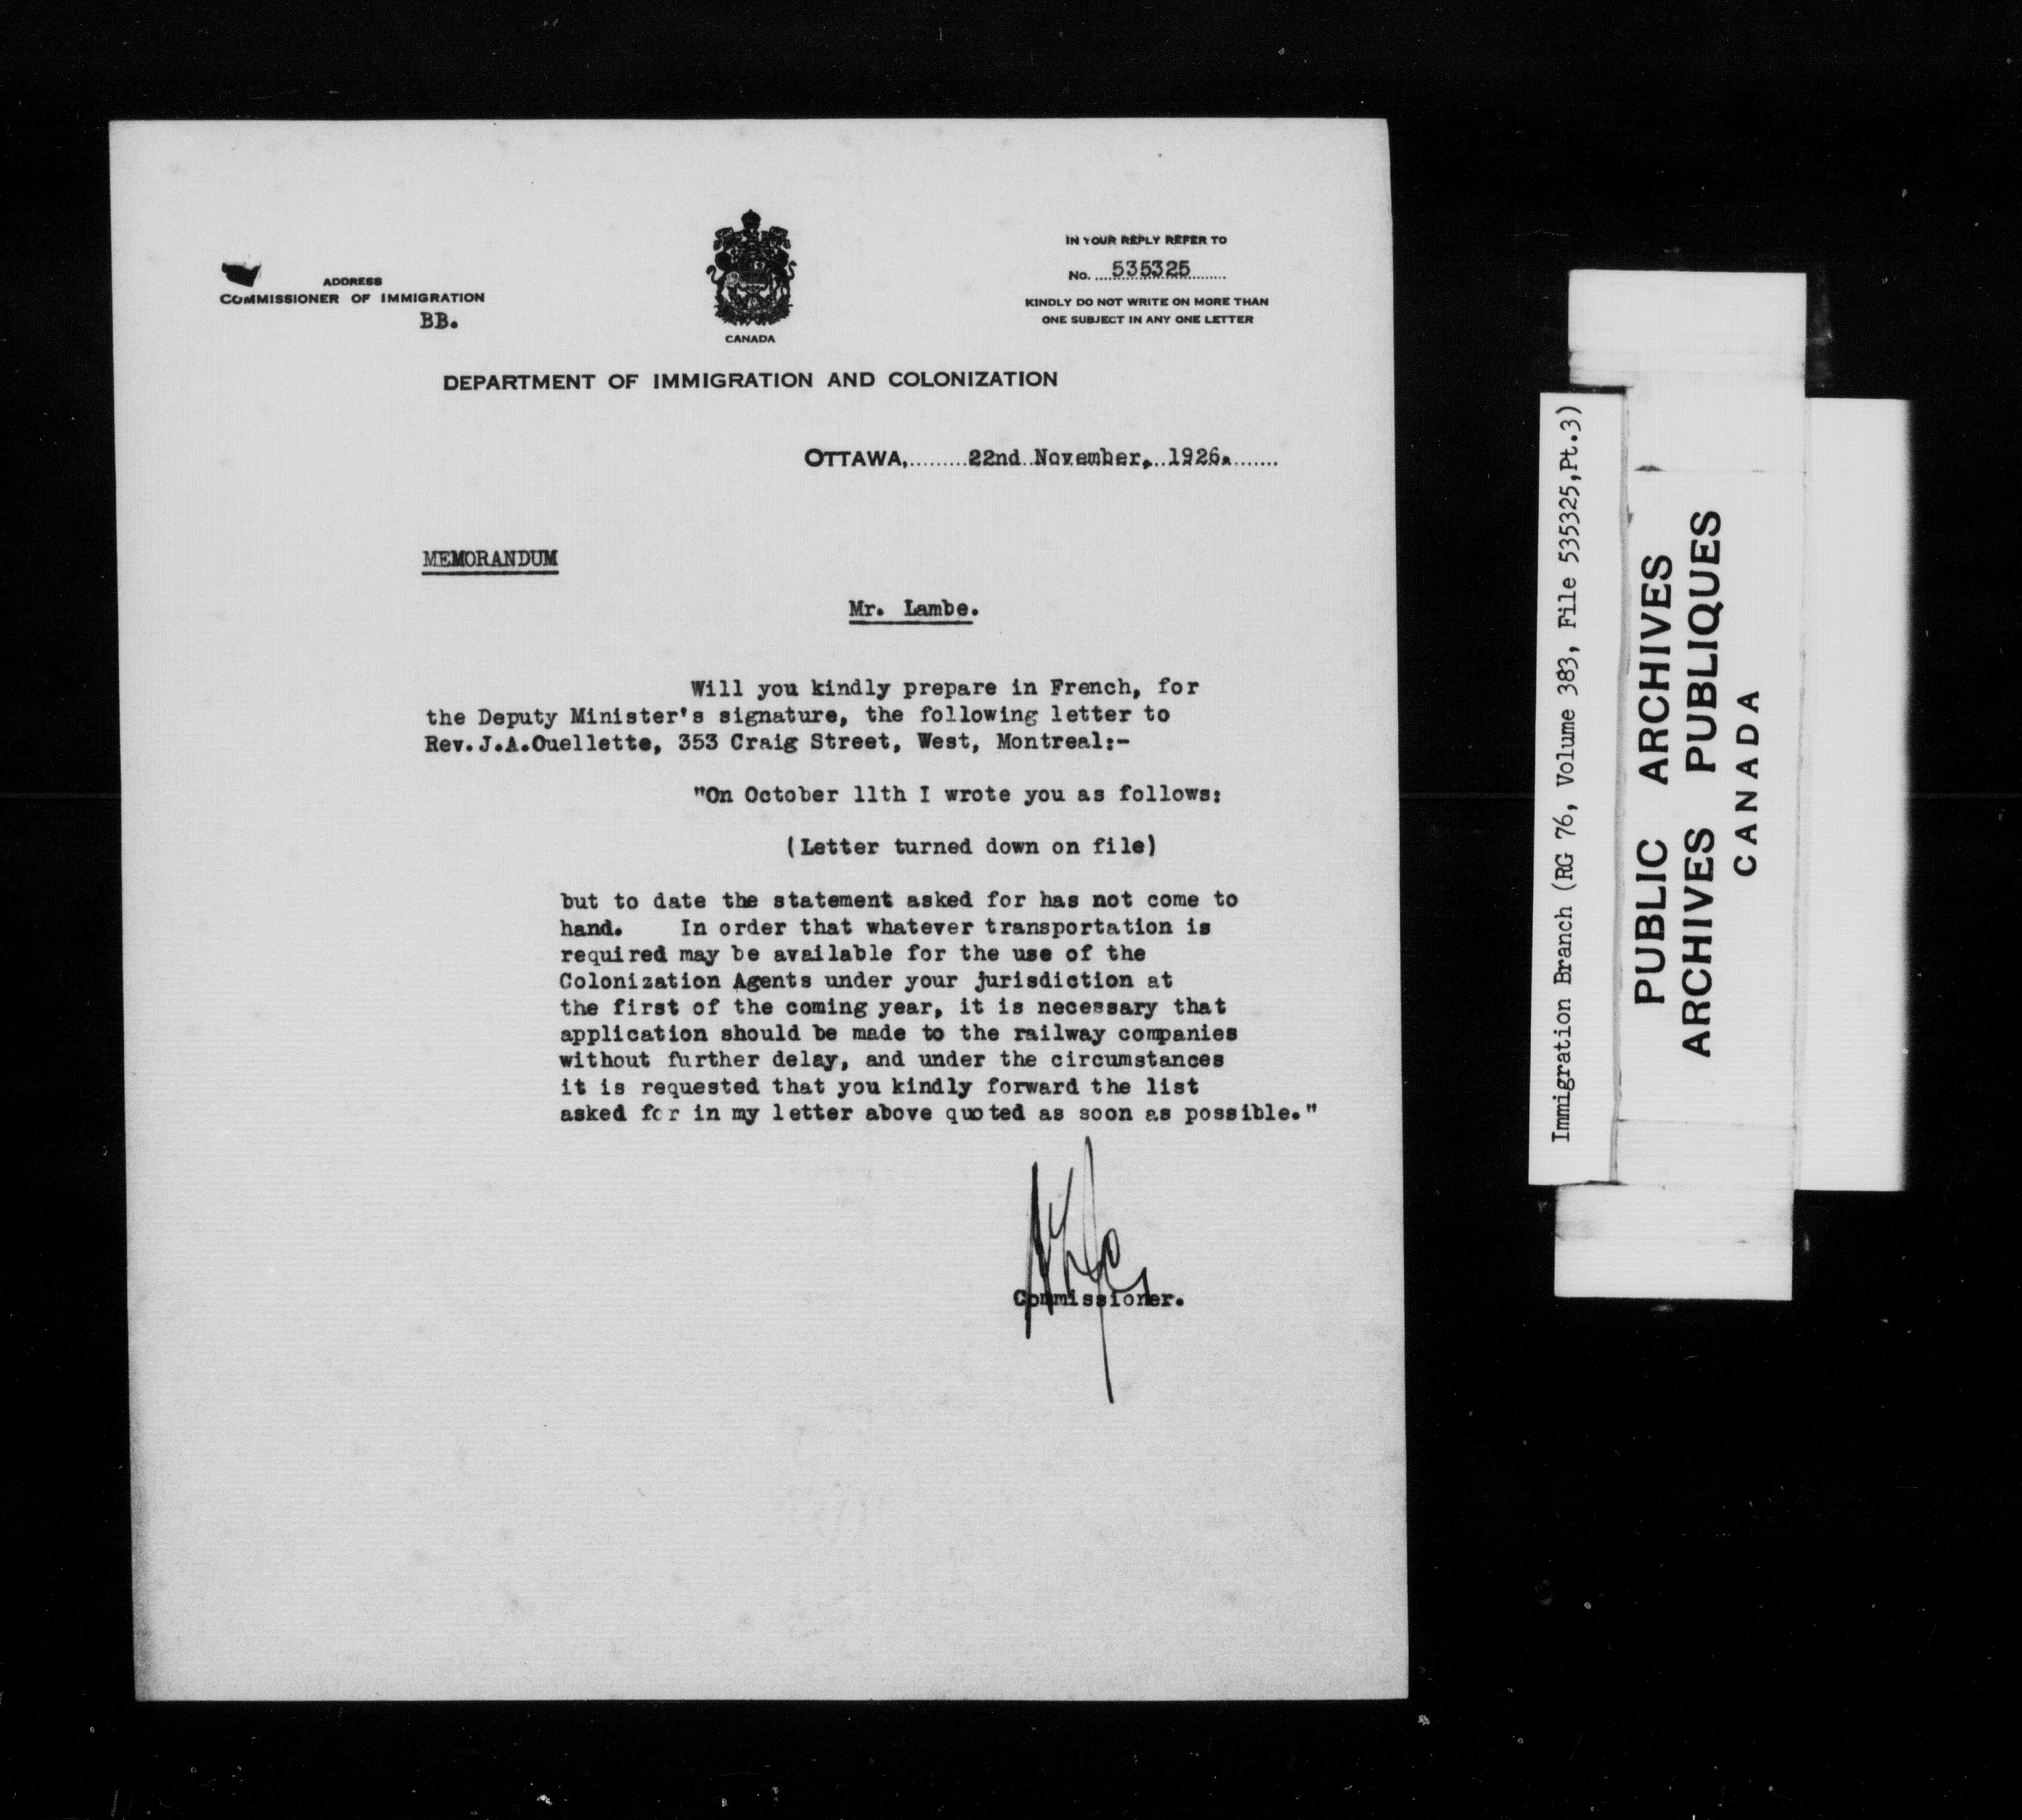 ADDRESS
COMMISSIONER OF IMMIGRATION
BB.
CANADA
IN YOUR REPLY REFER TO
No. 535325
KINDLY DO NOT WRITE ON MORE THAN
ONE SUBJECT IN ANY ONE LETTER
DEPARTMENT OF IMMIGRATION AND COLONIZATION
OTTAWA, 22nd November, 1926.
MEMORANDUM
Mr. Lambe.
Will you kindly prepare in French, for
the Deputy Minister's signature, the following letter to
Rev. J.A.Ouellette, 353 Craig Street, West, Montreal:-
"On October 11th I wrote you as follows:
(Letter turned down on file)
but to date the statement asked for has not come to
hand. In order that whatever transportation is
required may be available for the use of the
Colonization Agents under your jurisdiction at
the first of the coming year, it is necessary that
application should be made to the railway companies
without further delay, and under the circumstances
it is requested that you kindly forward the list
asked for in my letter above quoted as soon as possible."
Commissioner.
Immigration Branch (RG 76, Volume 383, File 535325,Pt.3)
PUBLIC ARCHIVES
ARCHIVES PUBLIQUES
CANADA